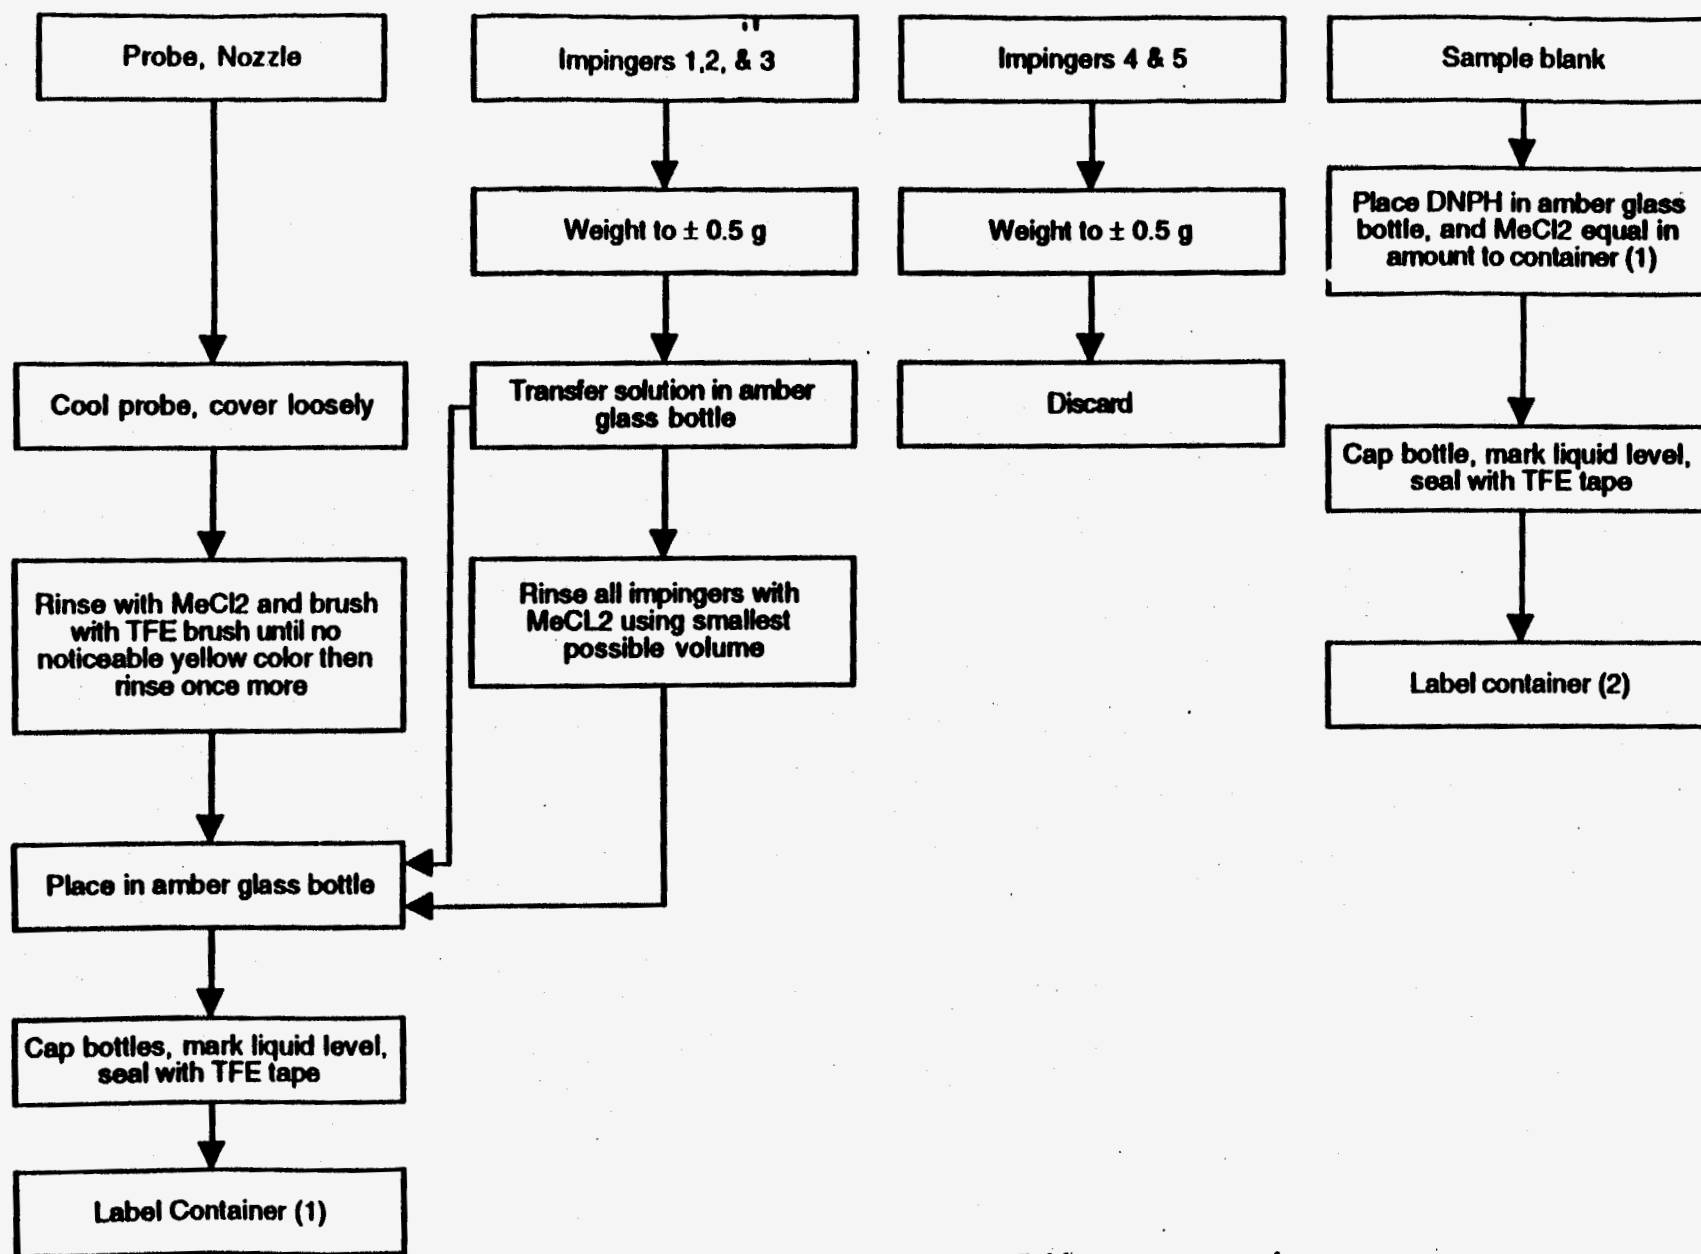 Probe, Nozzle
Impingers 1,2, & 3
Impingers 4 & 5
Sample blank
Weight to ± 0.5 g
Weight to ± 0.5 g
Place DNPH in amber glass
bottle, and MeCl2 equal in
amount to container (1)
Cool probe, cover loosely
Transfer solution in amber
glass bottle
Discard
Cap bottle, mark liquid level,
seal with TFE tape
Rinse with MeCl2 and brush
with TFE brush until no
noticeable yellow color then
rinse once more
Rinse all impingers with
MeCL2 using smallest
possible volume
Label container (2)
Place in amber glass bottle
Cap bottles, mark liquid level,
seal with TFE tape
Label Container (1)